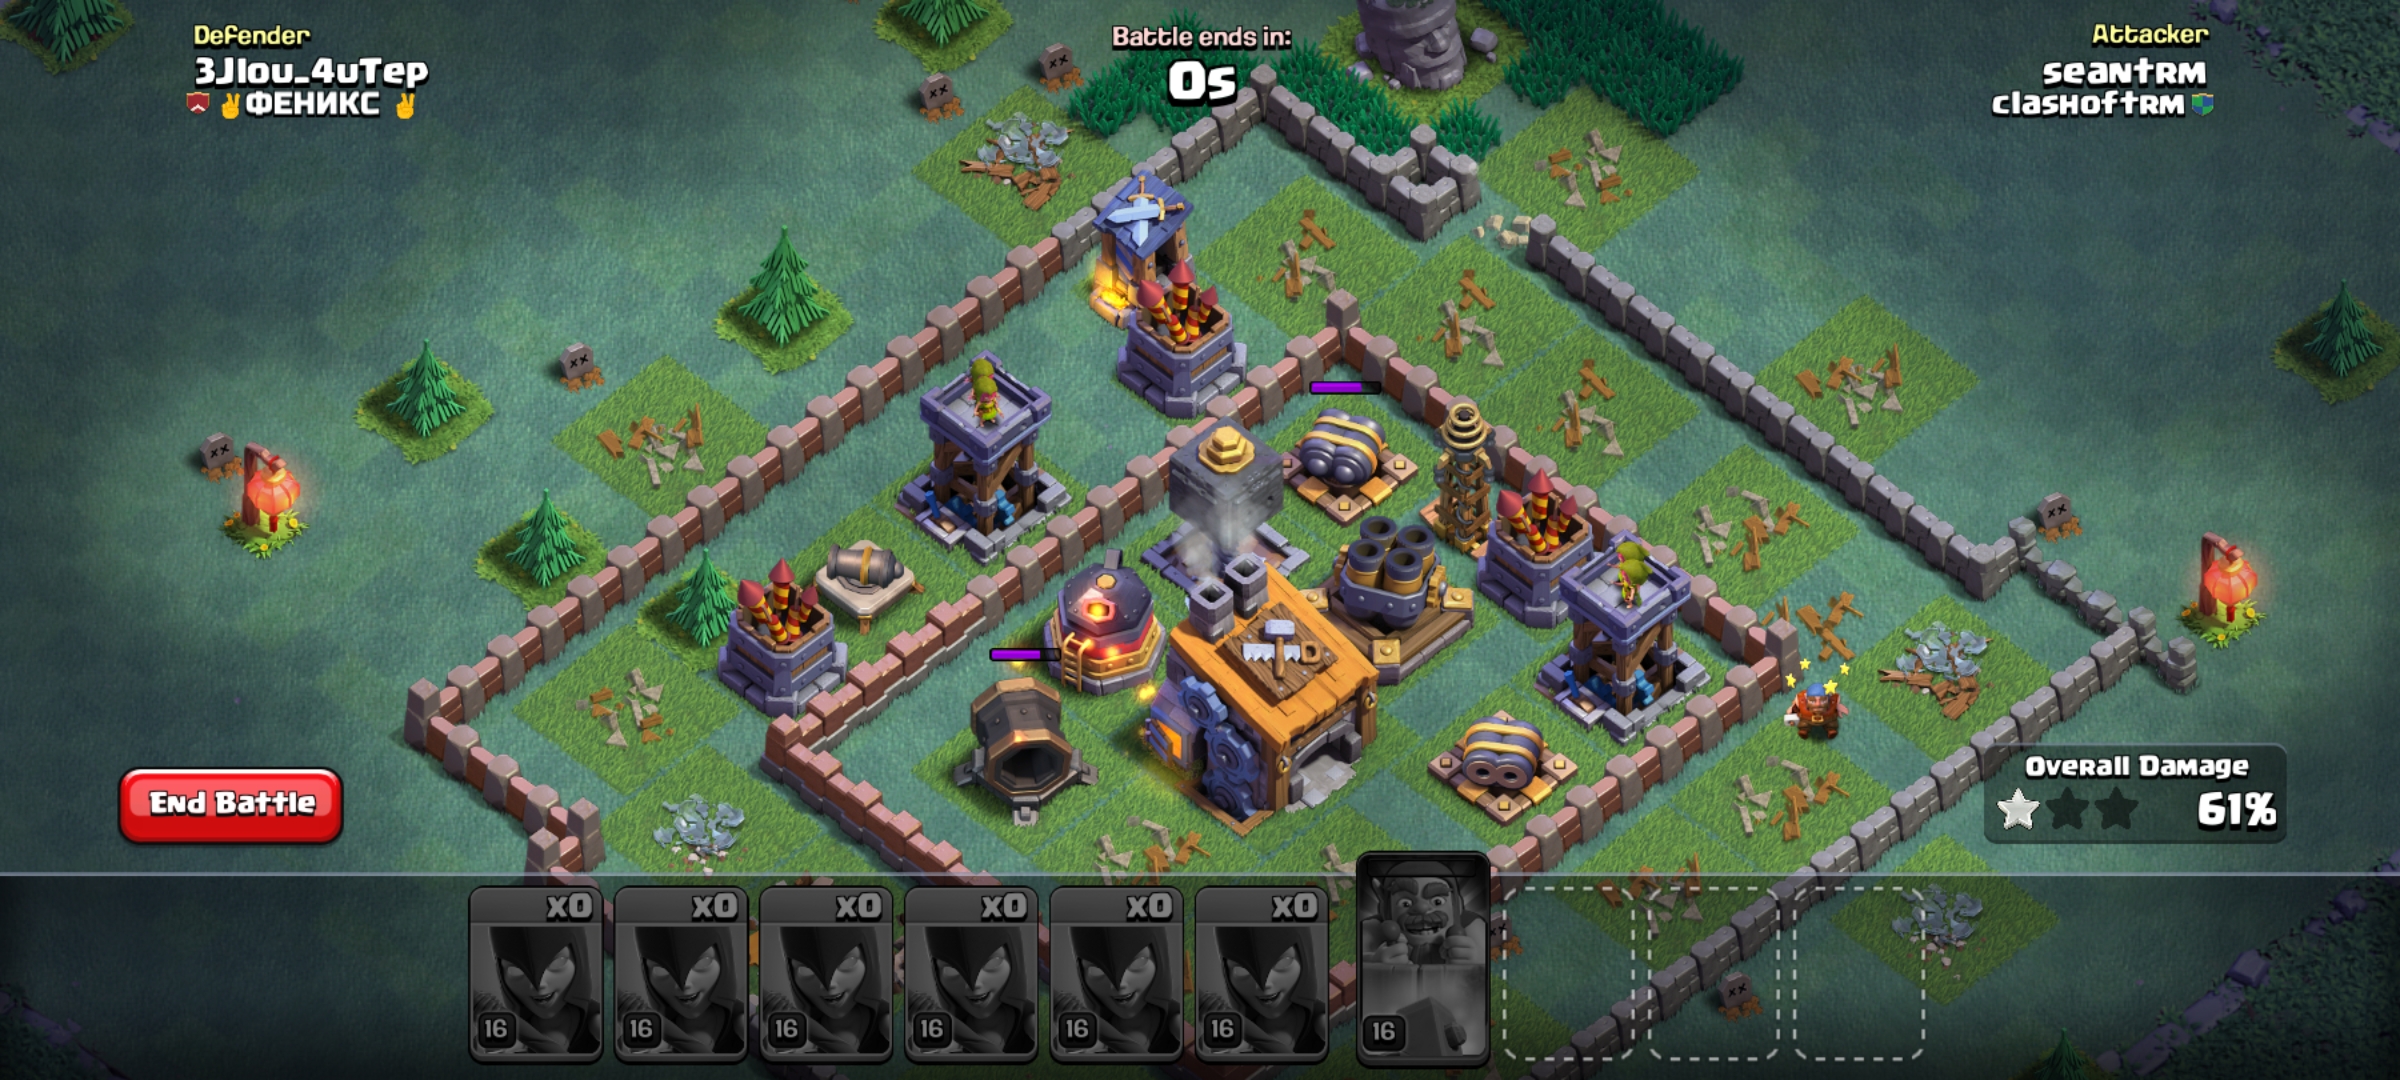 Defender
3Jlou_4uTep
✌ФЕНИКС✌
Battle ends in:
0s
Attacker
seantrm
clashoftrm
End Battle
Overall Damage
61%
x0
x0
x0
x0
x0
x0
16
16
16
16
16
16
16